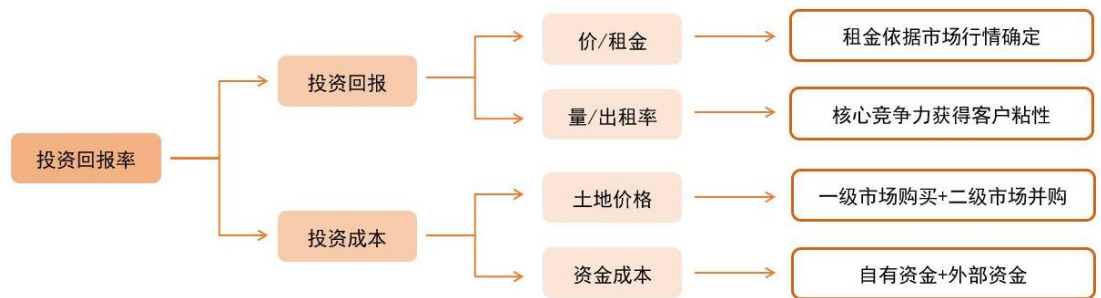 投资回报率
投资回报
投资成本
价/租金
量/出租率
土地价格
资金成本
租金依据市场行情确定
核心竞争力获得客户粘性
一级市场购买+二级市场并购
自有资金+外部资金